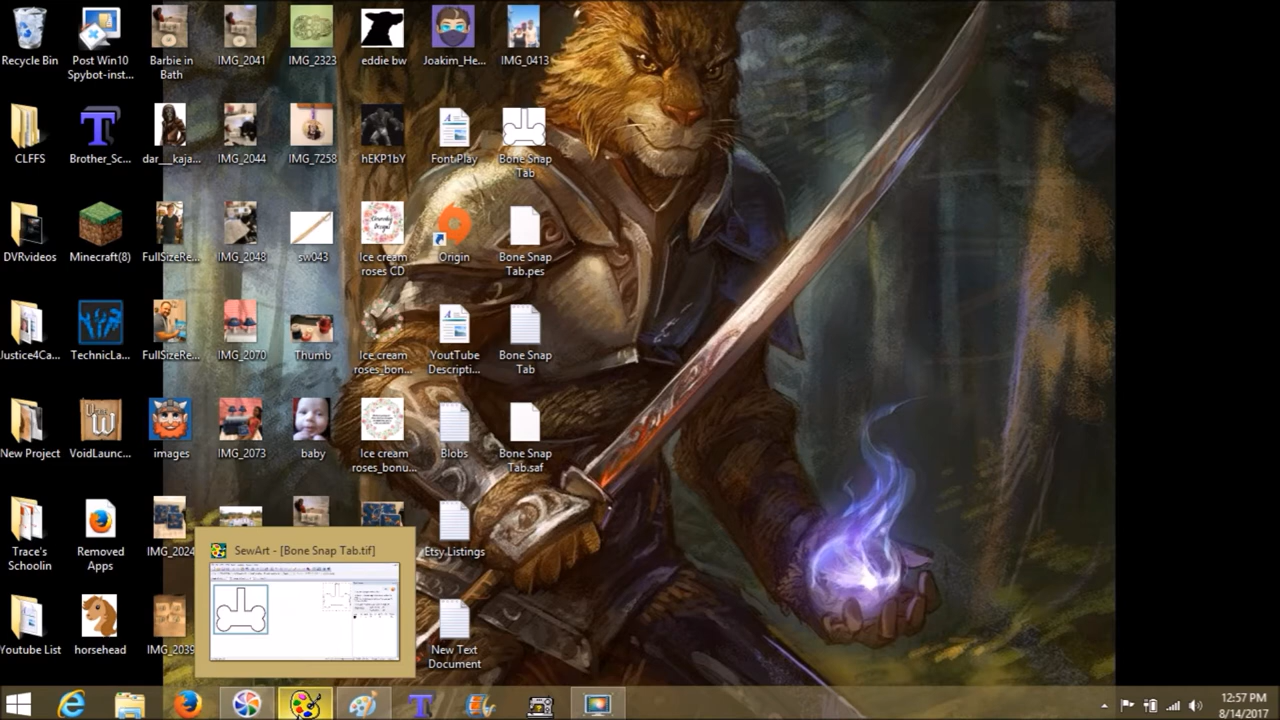 Recycle Bin
Post Win10
Spybot-inst...
Barbie in
Bath
IMG_2041
IMG_2323
eddie bw
Joakim_He...
IMG_0413
CLFFS
Brother_Sc...
dar__kaja...
IMG_2044
IMG_7258
hEKP1bY
Font Play
Bone Snap
Tab
DVRvideos
Minecraft(8)
FullSizeRe...
IMG_2048
sw043
Ice cream
roses CD
Origin
Bone Snap
Tab.pes
Justice4Ca...
TechnicLa...
FullSizeRe...
IMG_2070
Thumb
Ice cream
roses_bon...
YoutTube
Descripti...
Bone Snap
Tab
New Project
VoidLaunc...
images
IMG_2073
baby
Ice cream
roses_bonu...
Blobs
Bone Snap
Tab.saf
Trace's
Schoolin
Removed
Apps
IMG_2024
Etsy Listings
SewArt - [Bone Snap Tab.tif]
Youtube List
horsehead
IMG_2039
New Text
Document
12:57 PM
8/14/2017